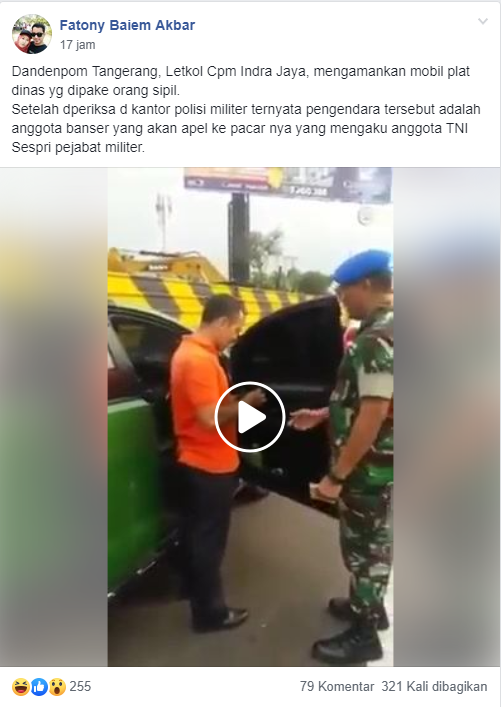 Fatony Baiem Akbar
17 jam
Dandenpom Tangerang, Letkol Cpm Indra Jaya, mengamankan mobil plat
dinas yg dipake orang sipil.
Setelah dperiksa d kantor polisi militer ternyata pengendara tersebut adalah
anggota banser yang akan apel ke pacar nya yang mengaku anggota TNI
Sespri pejabat militer.
255
79 Komentar 321 Kali dibagikan